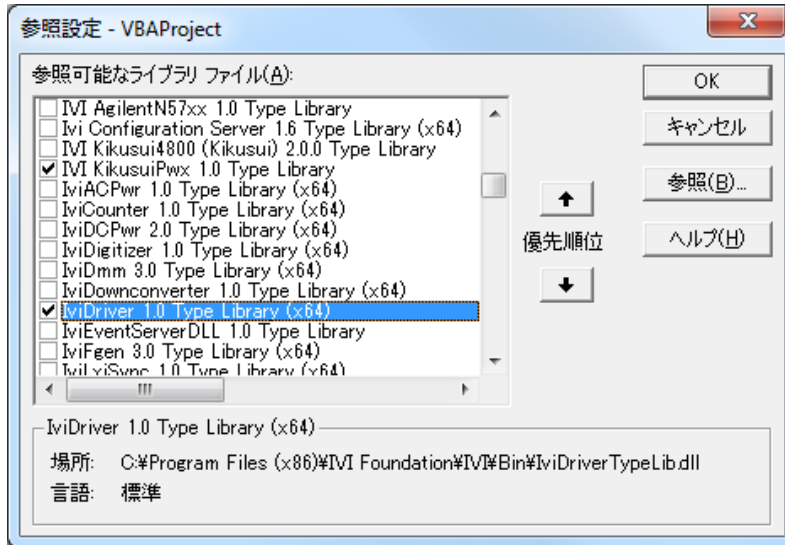 参照設定 - VBAProject
参照可能なライブラリ ファイル(A):
IVI AgilentN57xx 1.0 Type Library
Ivi Configuration Server 1.6 Type Library (x64)
IVI Kikusui4800 (Kikusui) 2.0.0 Type Library
IVI KikusuiPwx 1.0 Type Library
IviACPwr 1.0 Type Library (x64)
IviCounter 1.0 Type Library (x64)
IviDCPwr 2.0 Type Library (x64)
IviDigitizer 1.0 Type Library (x64)
IviDmm 3.0 Type Library (x64)
IviDownconverter 1.0 Type Library (x64)
IviDriver 1.0 Type Library (x64)
IviEventServerDLL 1.0 Type Library
IviFgen 3.0 Type Library (x64)
IviLxiSync 1.0 Type Library (x64)
優先順位
OK
キャンセル
参照(B)...
ヘルプ(H)
IviDriver 1.0 Type Library (x64)
場所: C:¥Program Files (x86)¥IVI Foundation¥IVI¥Bin¥IviDriverTypeLib.dll
言語: 標準